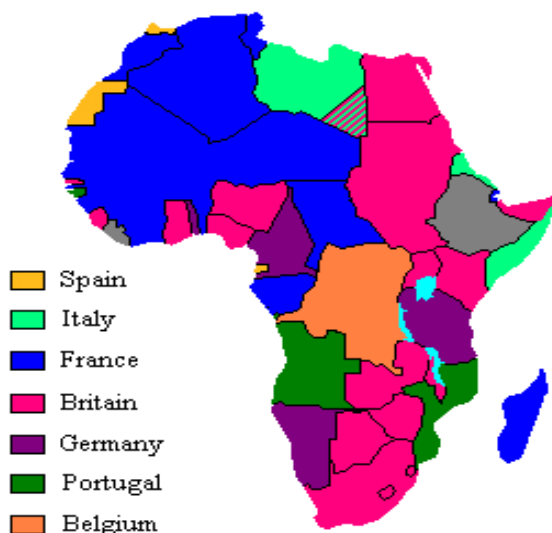 Spain
Italy
France
Britain
Germany
Portugal
Belgium